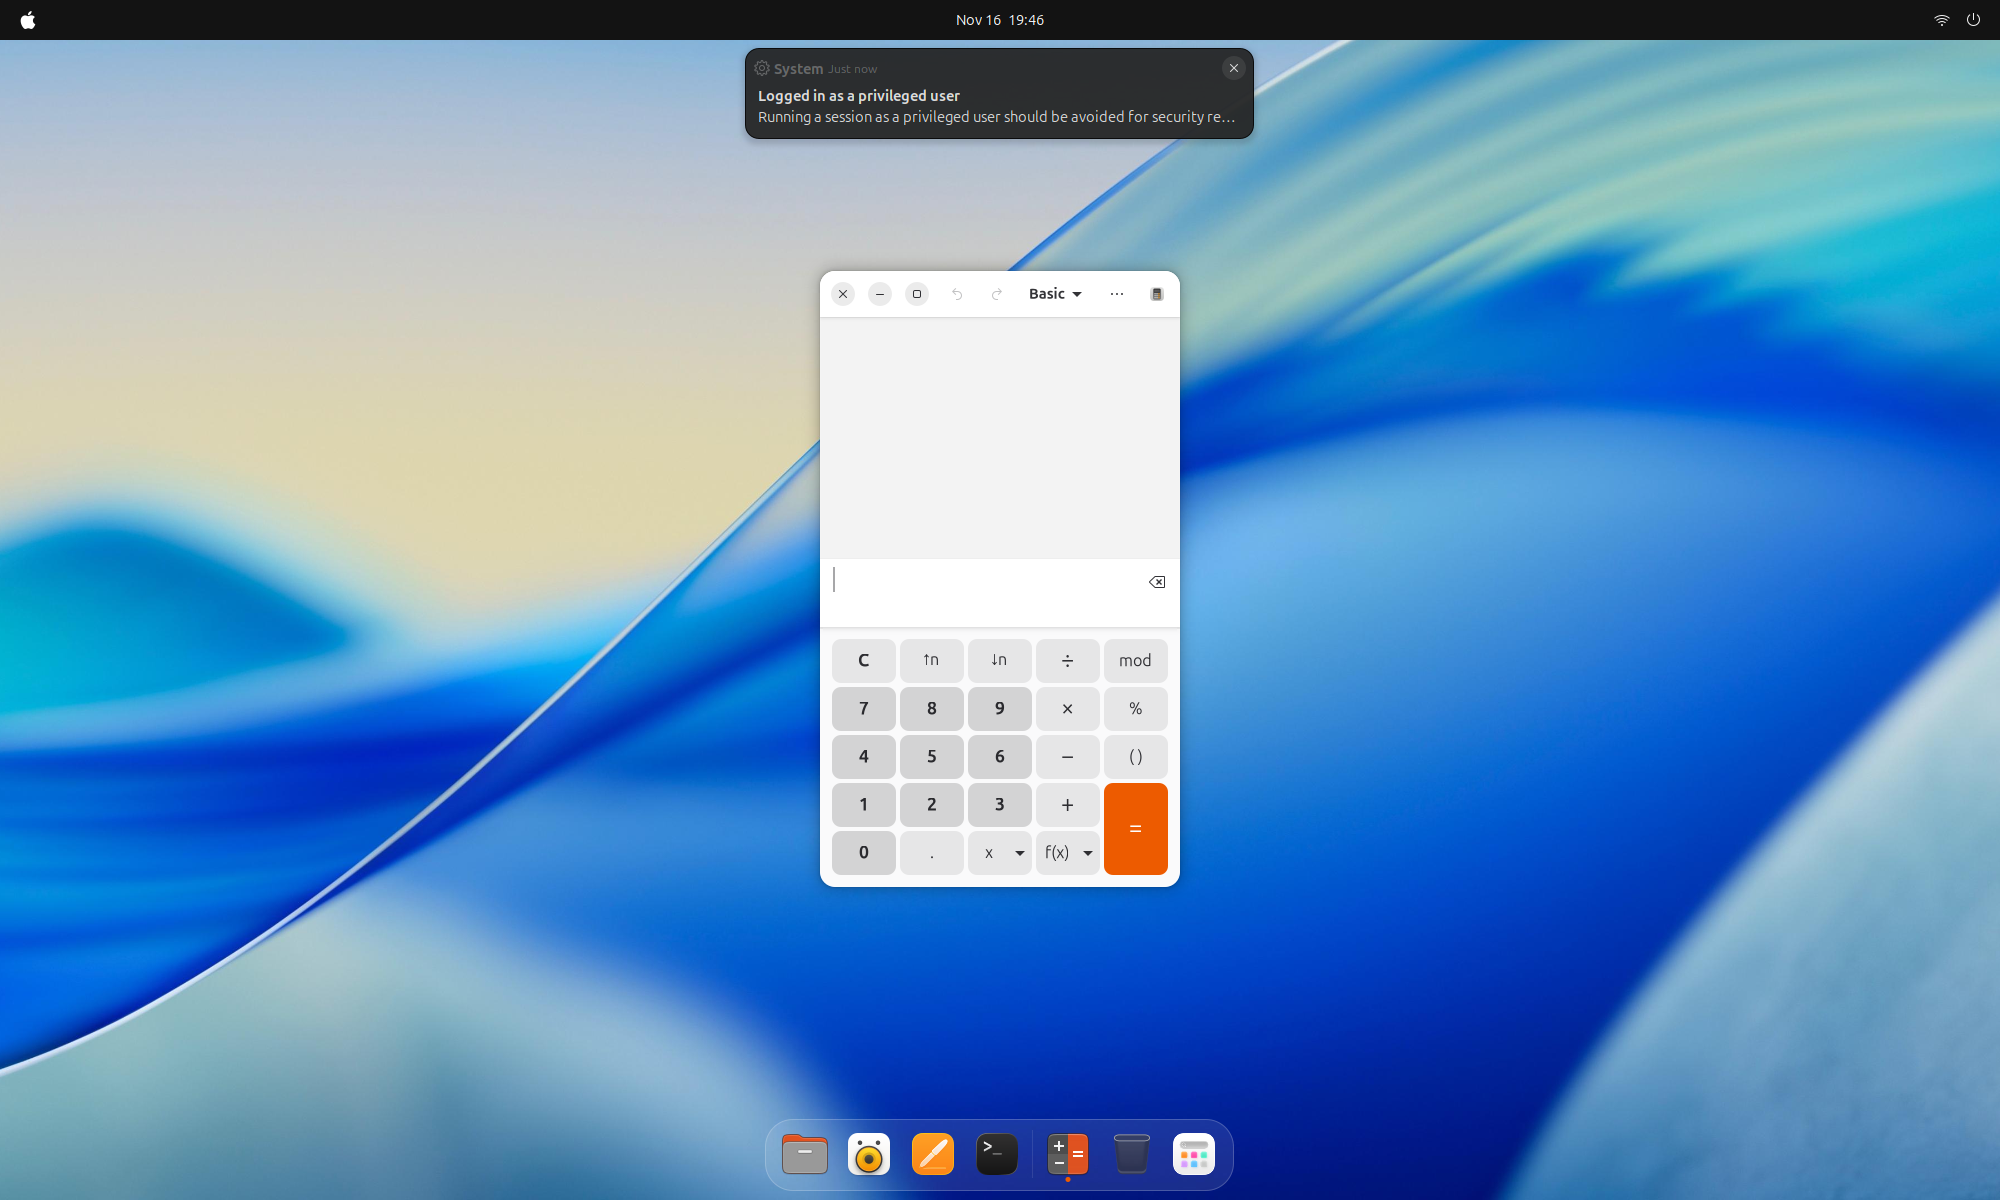 Nov 16 19:46
System Just now
Logged in as a privileged user
Running a session as a privileged user should be avoided for security re…
Basic
C ↑n ↓n ÷ mod
7 8 9 × %
4 5 6 − ( )
1 2 3 +
=
0 . x f(x)